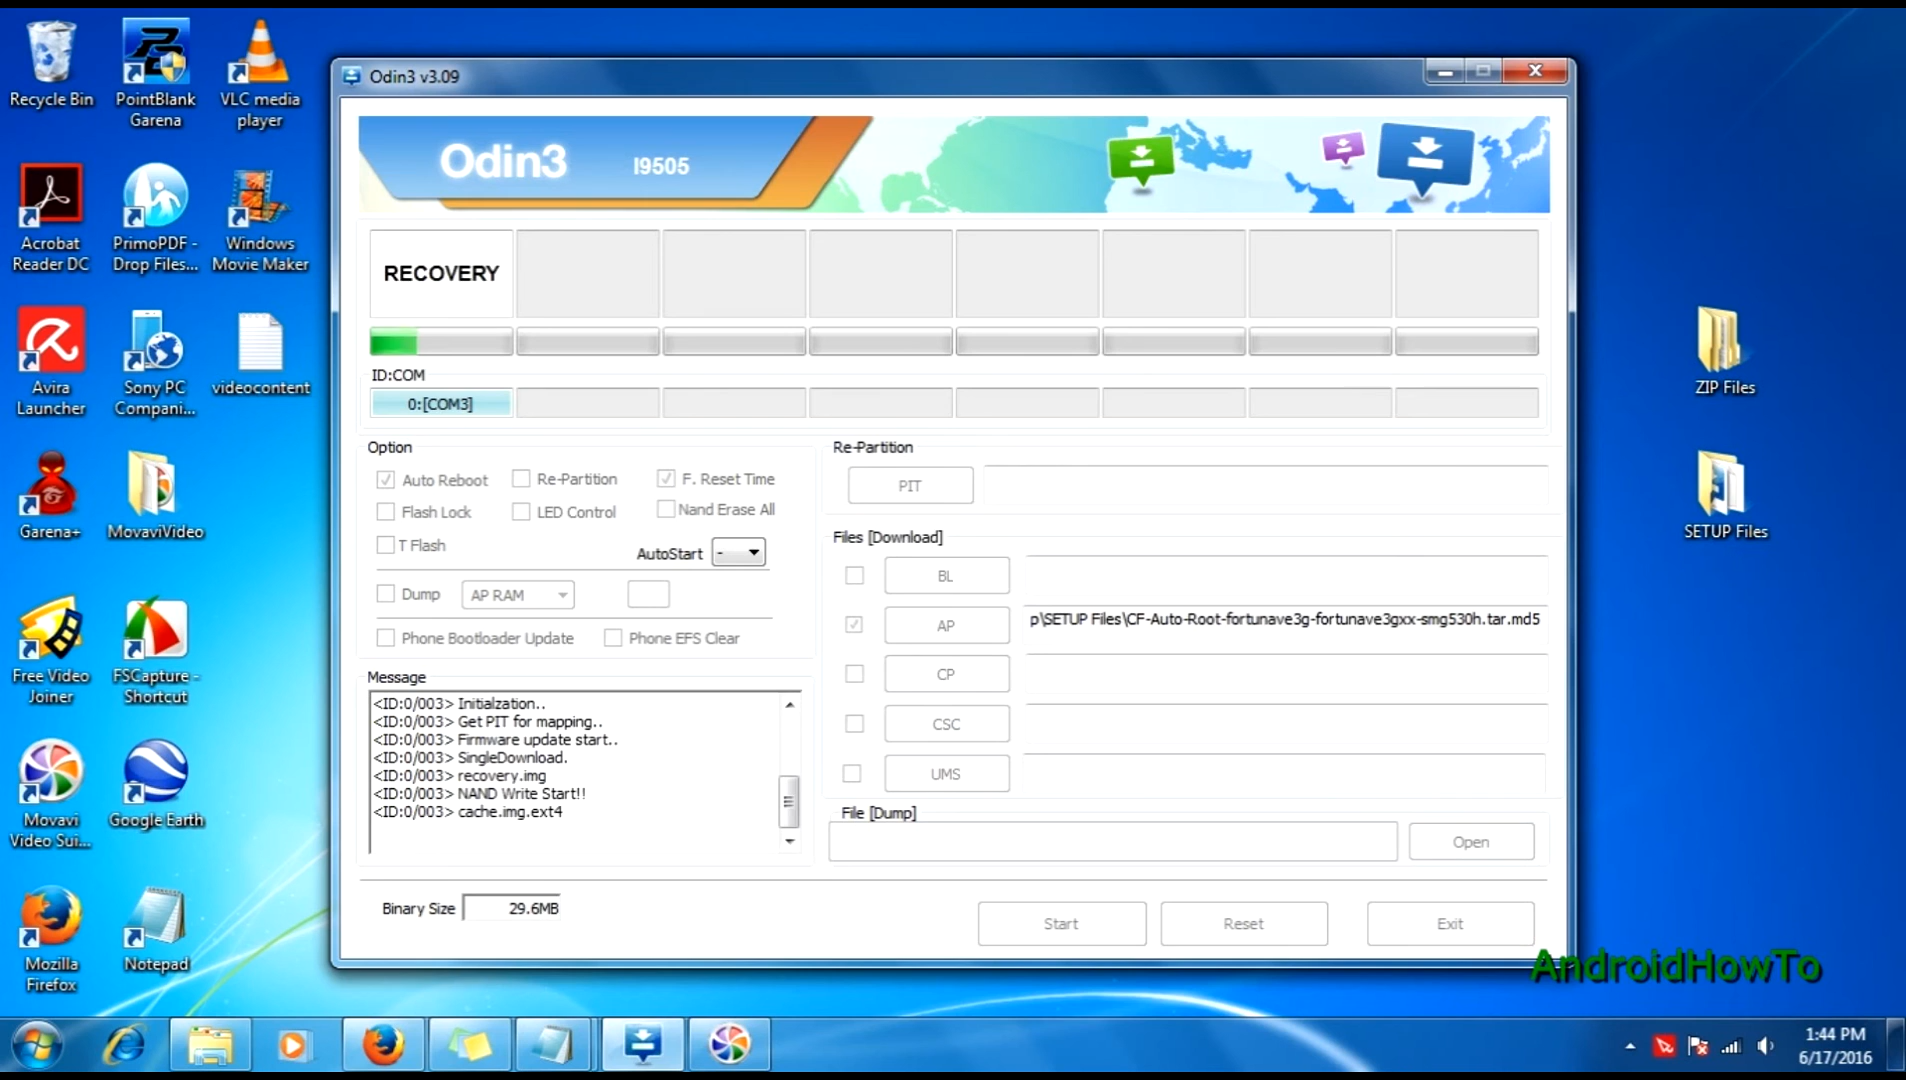 Recycle Bin
PointBlank
Garena
VLC media
player
Acrobat
Reader DC
PrimoPDF -
Drop Files...
Windows
Movie Maker
Avira
Launcher
Sony PC
Compani...
videocontent
Garena+
MovaviVideo
Free Video
Joiner
FSCapture -
Shortcut
Movavi
Video Sui...
Google Earth
Mozilla
Firefox
Notepad
Odin3 v3.09
Odin3 I9505
RECOVERY
ID:COM
0:[COM3]
Option
Auto Reboot
Re-Partition
F. Reset Time
Flash Lock
LED Control
Nand Erase All
T Flash
AutoStart -
Dump
AP RAM
Phone Bootloader Update
Phone EFS Clear
Message
<ID:0/003> Initialzation..
<ID:0/003> Get PIT for mapping..
<ID:0/003> Firmware update start..
<ID:0/003> SingleDownload.
<ID:0/003> recovery.img
<ID:0/003> NAND Write Start!!
<ID:0/003> cache.img.ext4
Re-Partition
PIT
Files [Download]
BL
AP p\SETUP Files\CF-Auto-Root-fortunave3g-fortunave3gxx-smg530h.tar.md5
CP
CSC
UMS
File [Dump]
Open
Binary Size 29.6MB
Start
Reset
Exit
ZIP Files
SETUP Files
AndroidHowTo
1:44 PM
6/17/2016